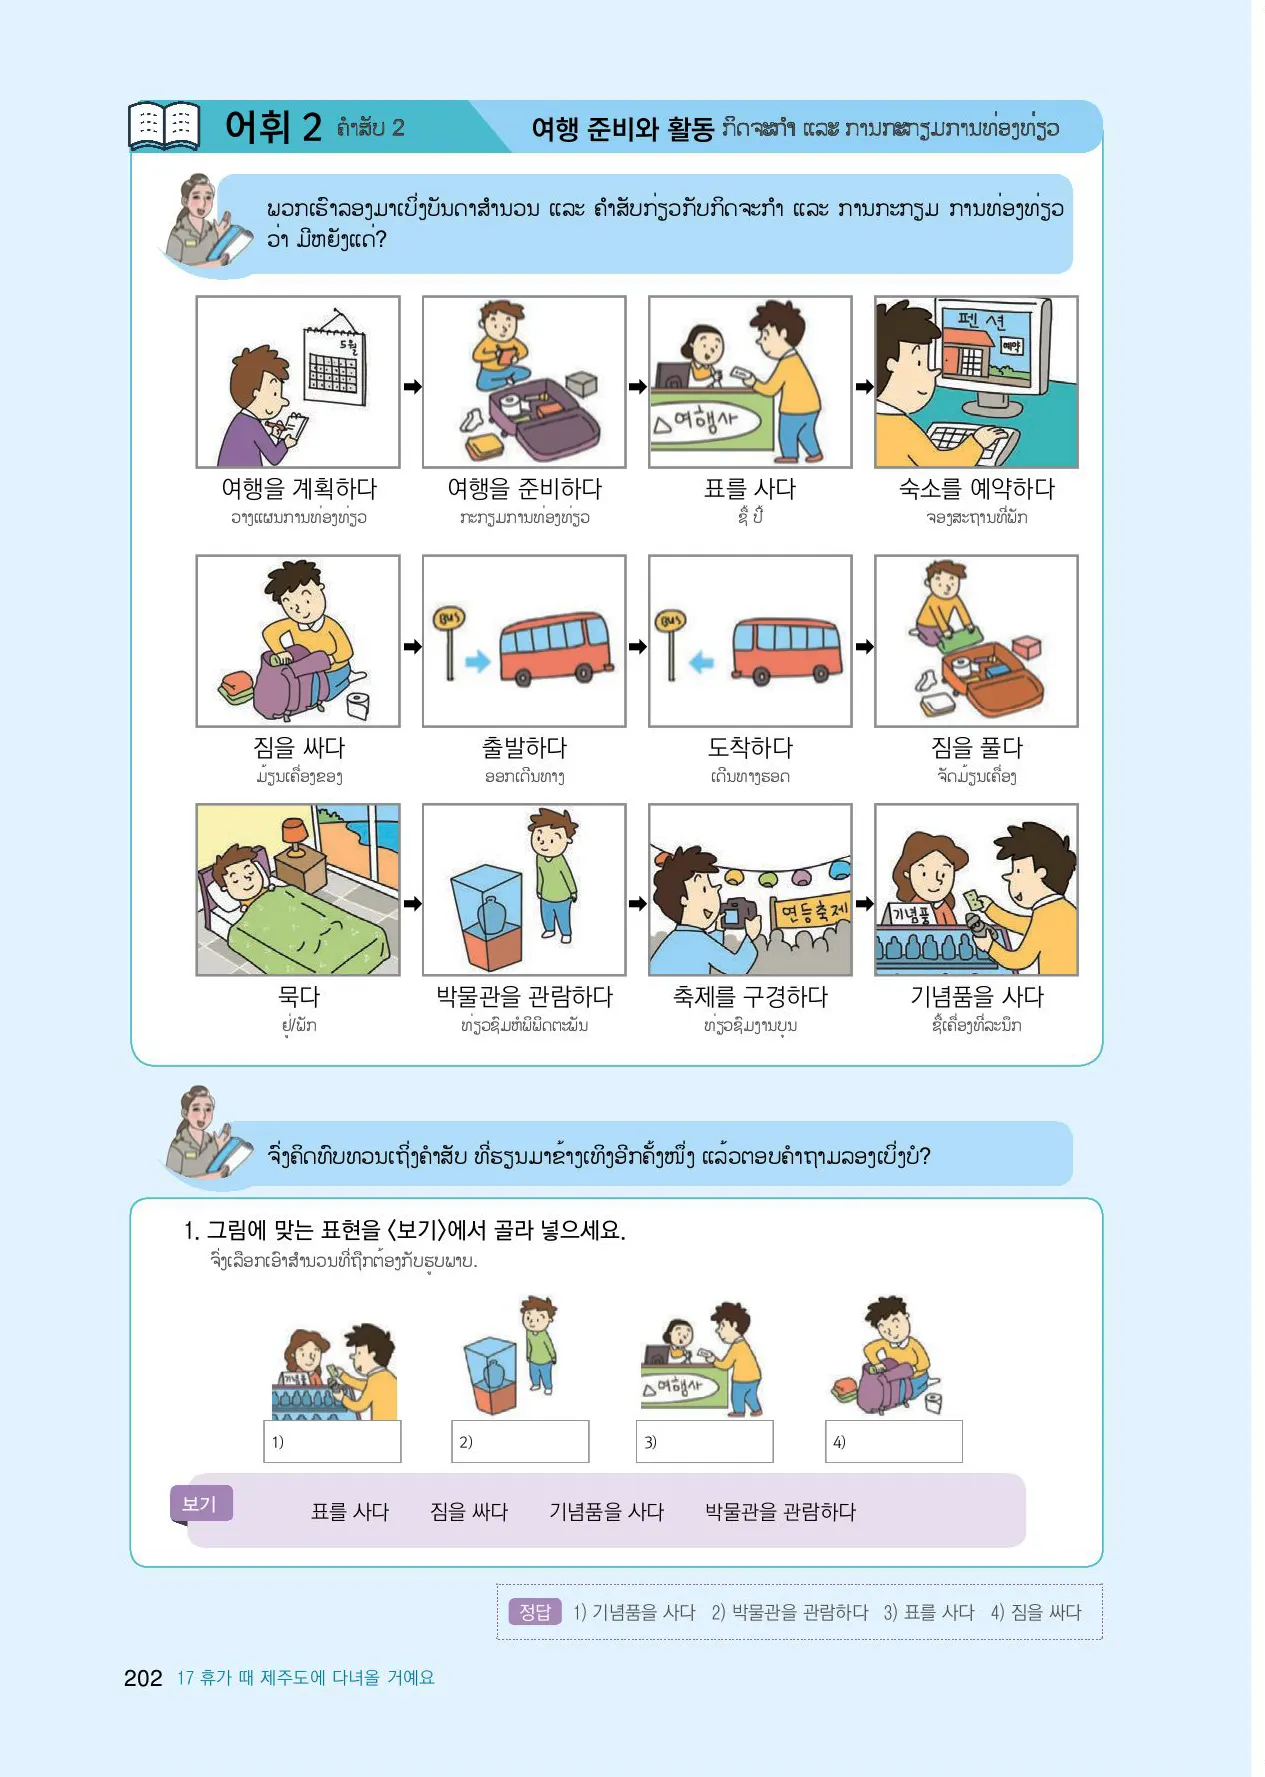 어휘 2 ຄຳສັບ 2 여행 준비와 활동 ກິດຈະກຳ ແລະ ການກະກຽມການທ່ອງທ່ຽວ
ພວກເຮົາລອງມາເບິ່ງບັນດາສຳນວນ ແລະ ຄຳສັບກ່ຽວກັບກິດຈະກຳ ແລະ ການກະກຽມ ການທ່ອງທ່ຽວ
ວ່າ ມີຫຍັງແດ່?
5월
여행사
펜션
예약
여행을 계획하다 여행을 준비하다 표를 사다 숙소를 예약하다
ວາງແຜນການທ່ອງທ່ຽວ ກະກຽມການທ່ອງທ່ຽວ ຊື້ ປີ້ ຈອງສະຖານທີ່ພັກ
BUS
BUS
짐을 싸다 출발하다 도착하다 짐을 풀다
ມ້ຽນເຄື່ອງຂອງ ອອກເດີນທາງ ເດີນທາງຮອດ ຈັດມ້ຽນເຄື່ອງ
연등축제
기념품
묵다 박물관을 관람하다 축제를 구경하다 기념품을 사다
ຢູ່/ພັກ ທ່ຽວຊົມຫໍພິພິດຕະພັນ ທ່ຽວຊົມງານບຸນ ຊື້ເຄື່ອງທີ່ລະນຶກ
ຈົ່ງຄິດທົບທວນເຖິ່ງຄຳສັບ ທີ່ຮຽນມາຂ້າງເທິງອີກຄັ້ງໜຶ່ງ ແລ້ວຕອບຄຳຖາມລອງເບິ່ງບໍ?
1. 그림에 맞는 표현을 〈보기〉에서 골라 넣으세요.
ຈົ່ງເລືອກເອົາສຳນວນທີ່ຖືກຕ້ອງກັບຮູບພາບ.
기념품
여행사
1) 2) 3) 4)
보기 표를 사다 짐을 싸다 기념품을 사다 박물관을 관람하다
정답 1) 기념품을 사다 2) 박물관을 관람하다 3) 표를 사다 4) 짐을 싸다
202 17 휴가 때 제주도에 다녀올 거예요